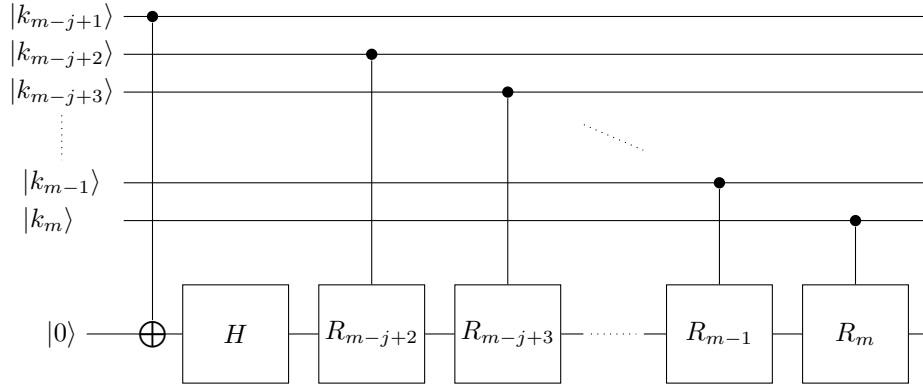 |k_{m-j+1}⟩
|k_{m-j+2}⟩
|k_{m-j+3}⟩
|k_{m-1}⟩
|k_m⟩
|0⟩ H R_{m-j+2} R_{m-j+3} R_{m-1} R_m